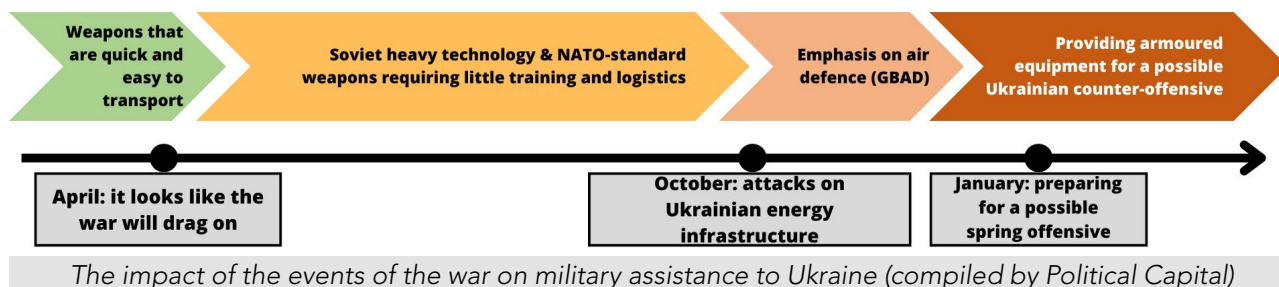 Weapons that
are quick and
easy to
transport
Soviet heavy technology & NATO-standard
weapons requiring little training and logistics
Emphasis on air
defence (GBAD)
Providing armoured
equipment for a possible
Ukrainian counter-offensive
April: it looks like the
war will drag on
October: attacks on
Ukrainian energy
infrastructure
January: preparing
for a possible
spring offensive
The impact of the events of the war on military assistance to Ukraine (compiled by Political Capital)